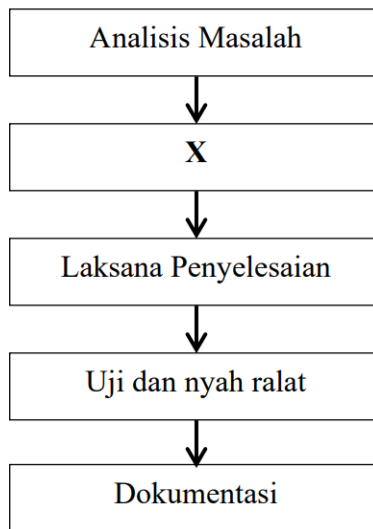 Analisis Masalah
X
Laksana Penyelesaian
Uji dan nyah ralat
Dokumentasi